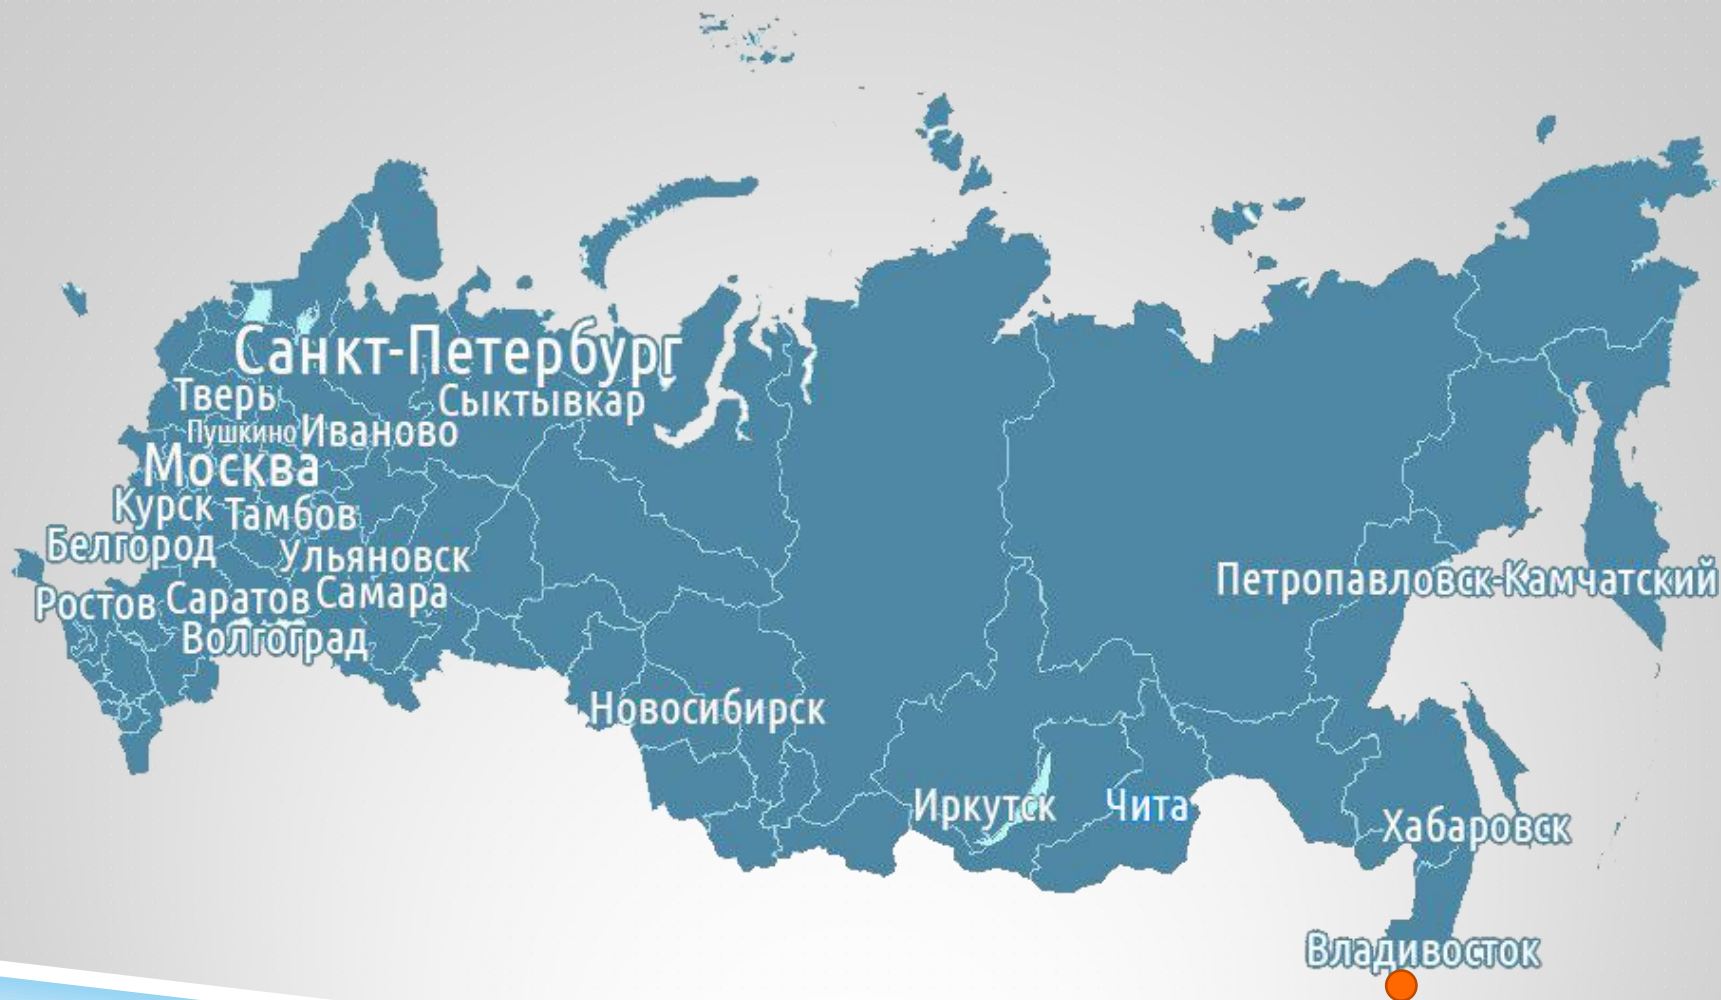 Санкт-Петербург
Тверь
Сыктывкар
Пушкино
Иваново
Москва
Курск
Тамбов
Белгород
Ульяновск
Ростов
Саратов
Самара
Волгоград
Петропавловск-Камчатский
Новосибирск
Иркутск
Чита
Хабаровск
Владивосток